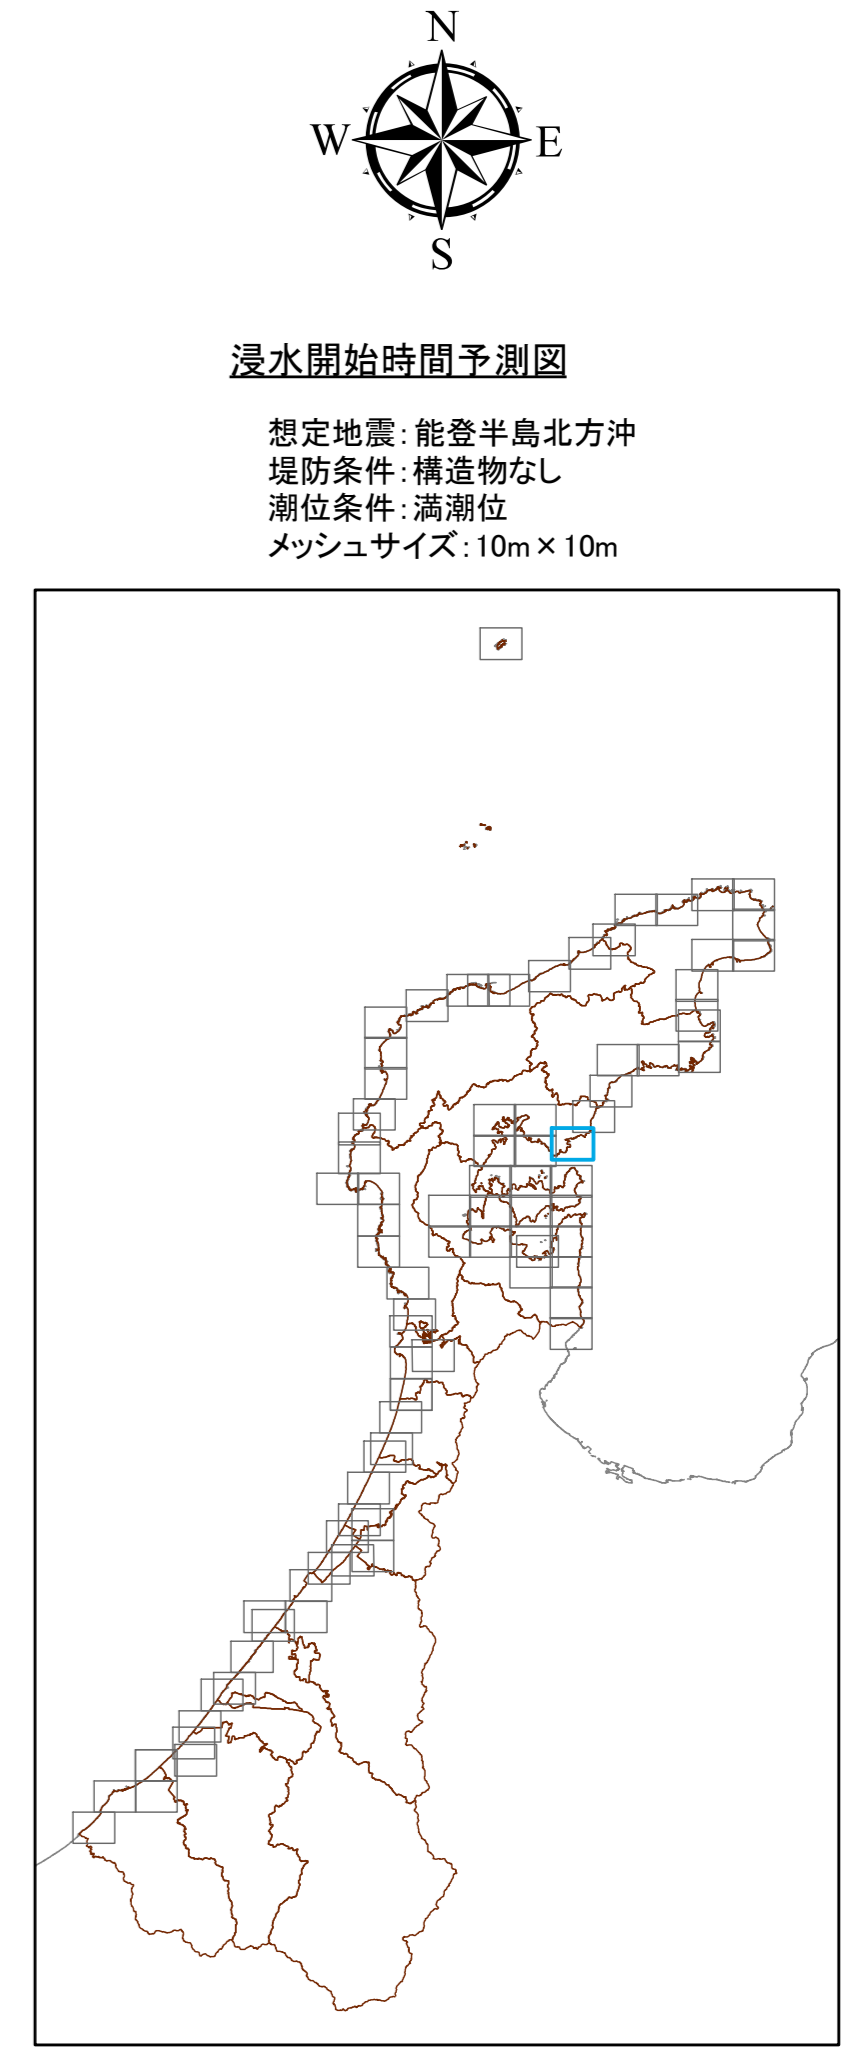 N
W
E
S
浸水開始時間予測図
想定地震：能登半島北方沖
堤防条件：構造物なし
潮位条件：満潮位
メッシュサイズ：10m×10m